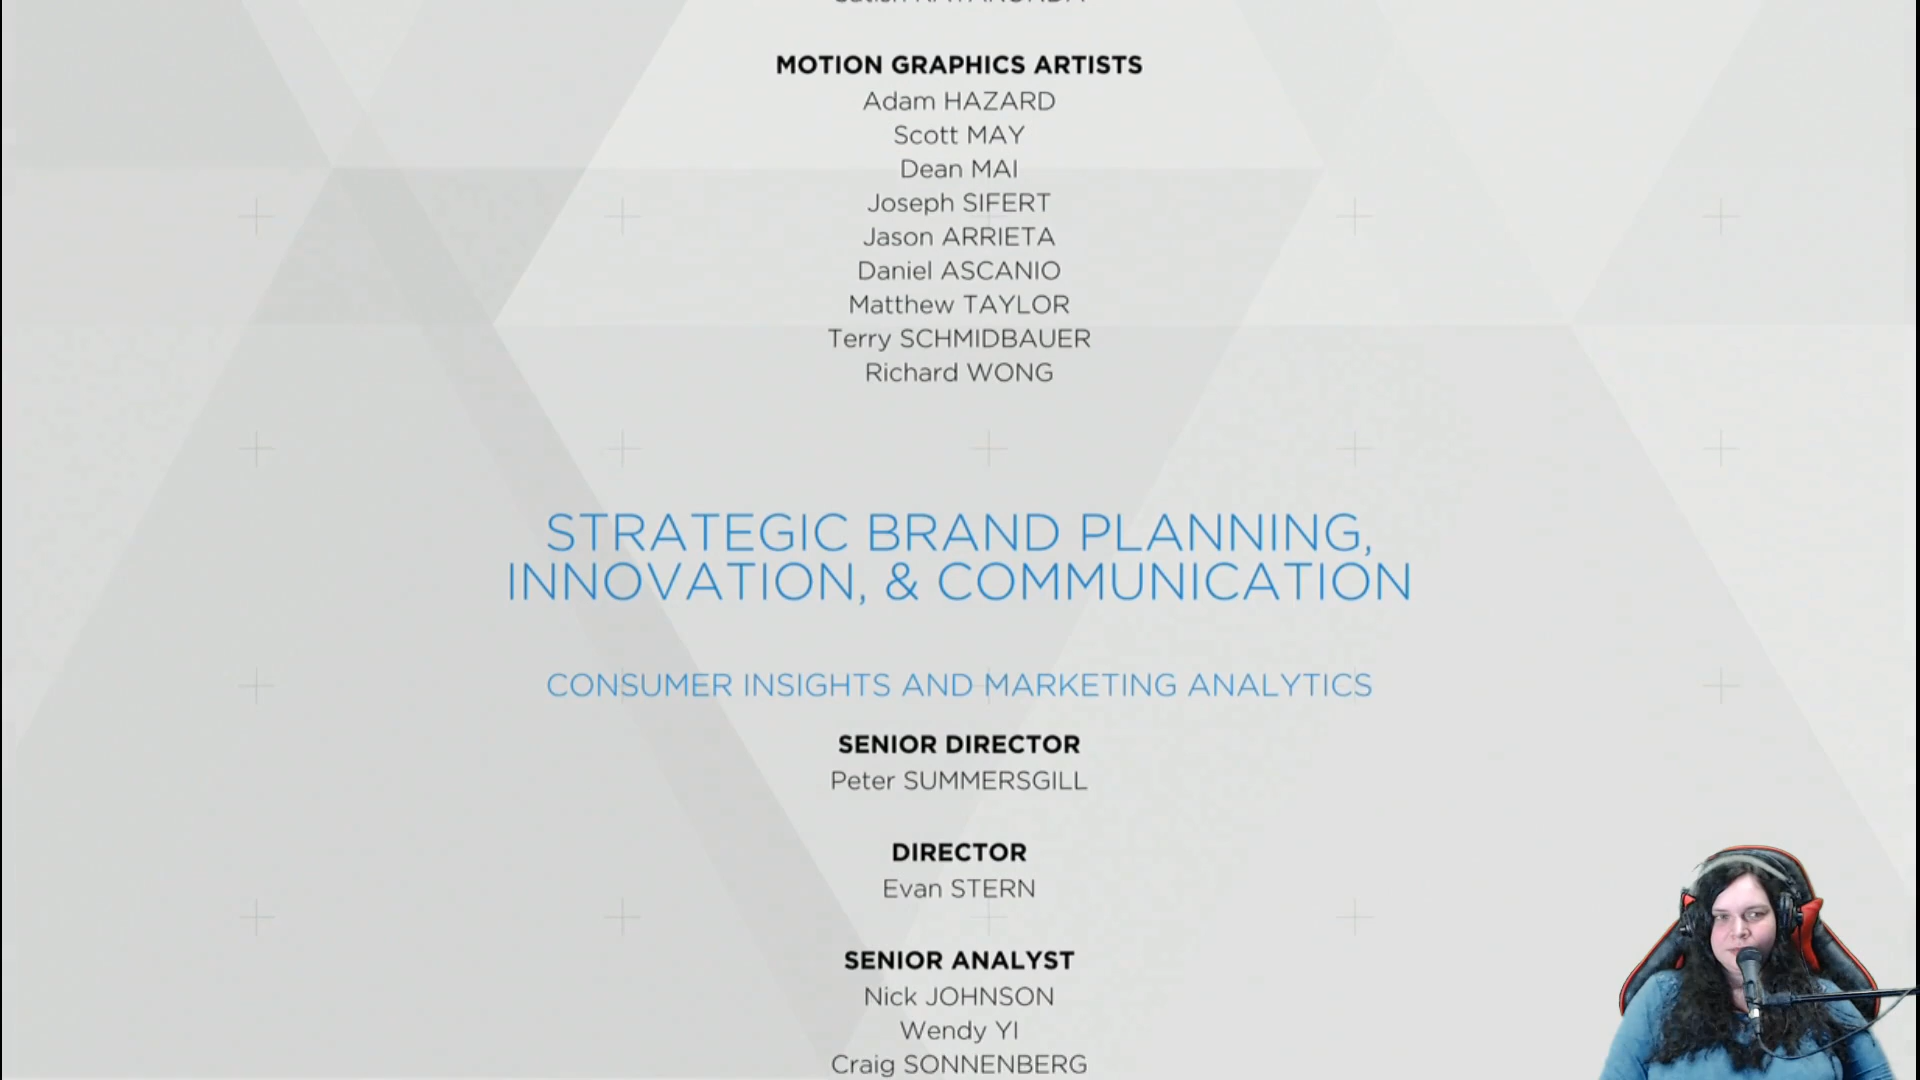 MOTION GRAPHICS ARTISTS
Adam HAZARD
Scott MAY
Dean MAI
Joseph SIFERT
Jason ARRIETA
Daniel ASCANIO
Matthew TAYLOR
Terry SCHMIDBAUER
Richard WONG
STRATEGIC BRAND PLANNING,
INNOVATION, & COMMUNICATION
CONSUMER INSIGHTS AND MARKETING ANALYTICS
SENIOR DIRECTOR
Peter SUMMERSGILL
DIRECTOR
Evan STERN
SENIOR ANALYST
Nick JOHNSON
Wendy YI
Craig SONNENBERG